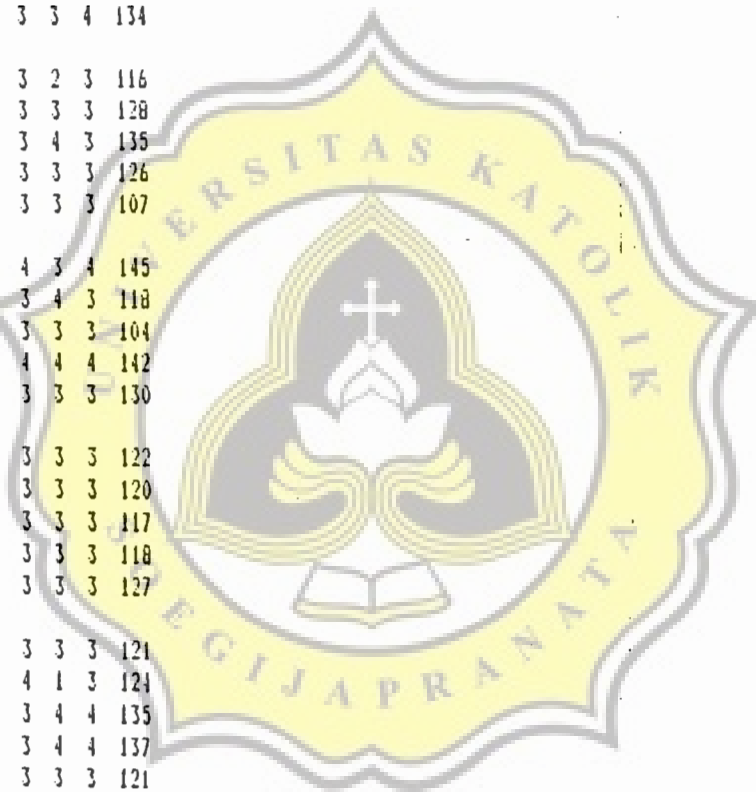 3 3 4 134
3 2 3 116
3 3 3 128
3 4 3 135
3 3 3 126
3 3 3 107
4 3 4 145
3 4 3 118
3 3 3 104
4 4 4 142
3 3 3 130
3 3 3 122
3 3 3 120
3 3 3 117
3 3 3 118
3 3 3 127
3 3 3 121
4 1 3 124
3 4 4 135
3 4 4 137
3 3 3 121
UNIVERSITAS KATOLIK
SOEGIJAPRANATA